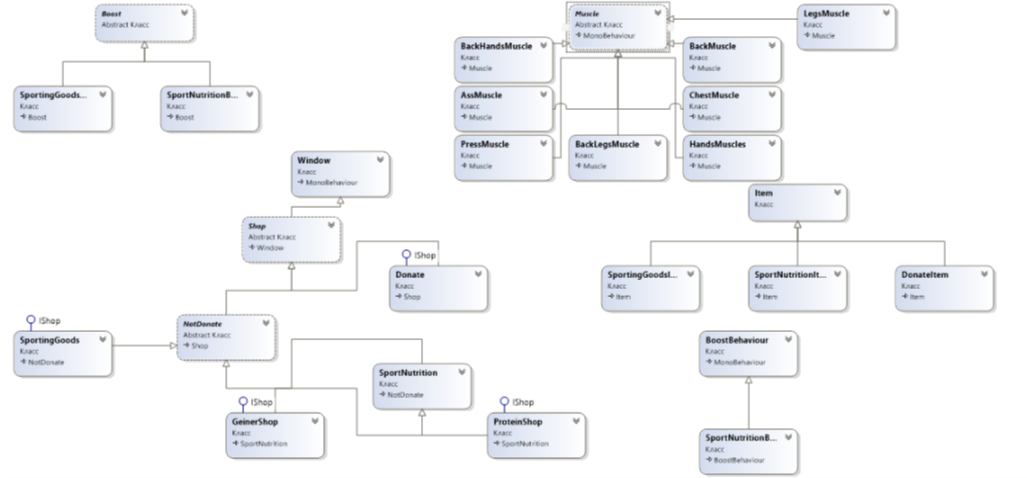 Boost
Abstract Класс
SportingGoods...
Класс
Boost
SportNutritionB...
Класс
Boost
Muscle
Abstract Класс
MonoBehaviour
LegsMuscle
Класс
Muscle
BackHandsMuscle
Класс
Muscle
BackMuscle
Класс
Muscle
AssMuscle
Класс
Muscle
ChestMuscle
Класс
Muscle
PressMuscle
Класс
Muscle
BackLegsMuscle
Класс
Muscle
HandsMuscles
Класс
Muscle
Window
Класс
MonoBehaviour
Shop
Abstract Класс
Window
IShop
Donate
Класс
Shop
Item
Класс
SportingGoodsI...
Класс
Item
SportNutritionIt...
Класс
Item
DonateItem
Класс
Item
IShop
SportingGoods
Класс
NotDonate
NotDonate
Abstract Класс
Shop
SportNutrition
Класс
NotDonate
IShop
GeinerShop
Класс
SportNutrition
IShop
ProteinShop
Класс
SportNutrition
BoostBehaviour
Класс
MonoBehaviour
SportNutritionB...
Класс
BoostBehaviour